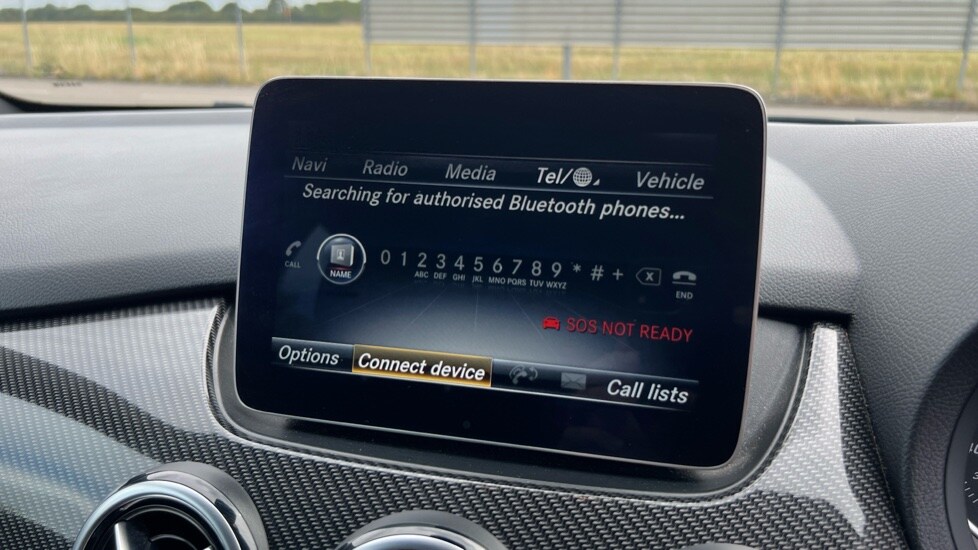 Navi Radio Media Tel/ Vehicle
Searching for authorised Bluetooth phones...
CALL NAME 0 1 2 3 4 5 6 7 8 9 * # + END
ABC DEF GHI JKL MNO PQRS TUV WXYZ
SOS NOT READY
Options Connect device Call lists